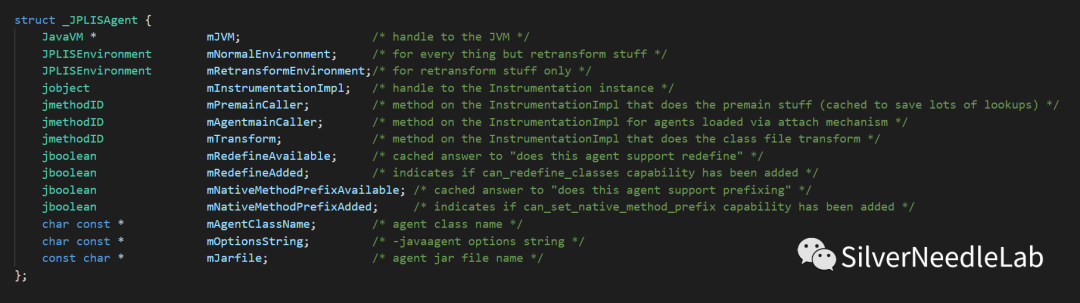 struct _JPLISAgent {
JavaVM * mJVM; /* handle to the JVM */
JPLISEnvironment mNormalEnvironment; /* for every thing but retransform stuff */
JPLISEnvironment mRetransformEnvironment;/* for retransform stuff only */
jobject mInstrumentationImpl; /* handle to the Instrumentation instance */
jmethodID mPremainCaller; /* method on the InstrumentationImpl that does the premain stuff (cached to save lots of lookups) */
jmethodID mAgentmainCaller; /* method on the InstrumentationImpl for agents loaded via attach mechanism */
jmethodID mTransform; /* method on the InstrumentationImpl that does the class file transform */
jboolean mRedefineAvailable; /* cached answer to "does this agent support redefine" */
jboolean mRedefineAdded; /* indicates if can_redefine_classes capability has been added */
jboolean mNativeMethodPrefixAvailable; /* cached answer to "does this agent support prefixing" */
jboolean mNativeMethodPrefixAdded; /* indicates if can_set_native_method_prefix capability has been added */
char const * mAgentClassName; /* agent class name */
char const * mOptionsString; /* -javaagent options string */
const char * mJarfile; /* agent jar file name */
};
SilverNeedleLab